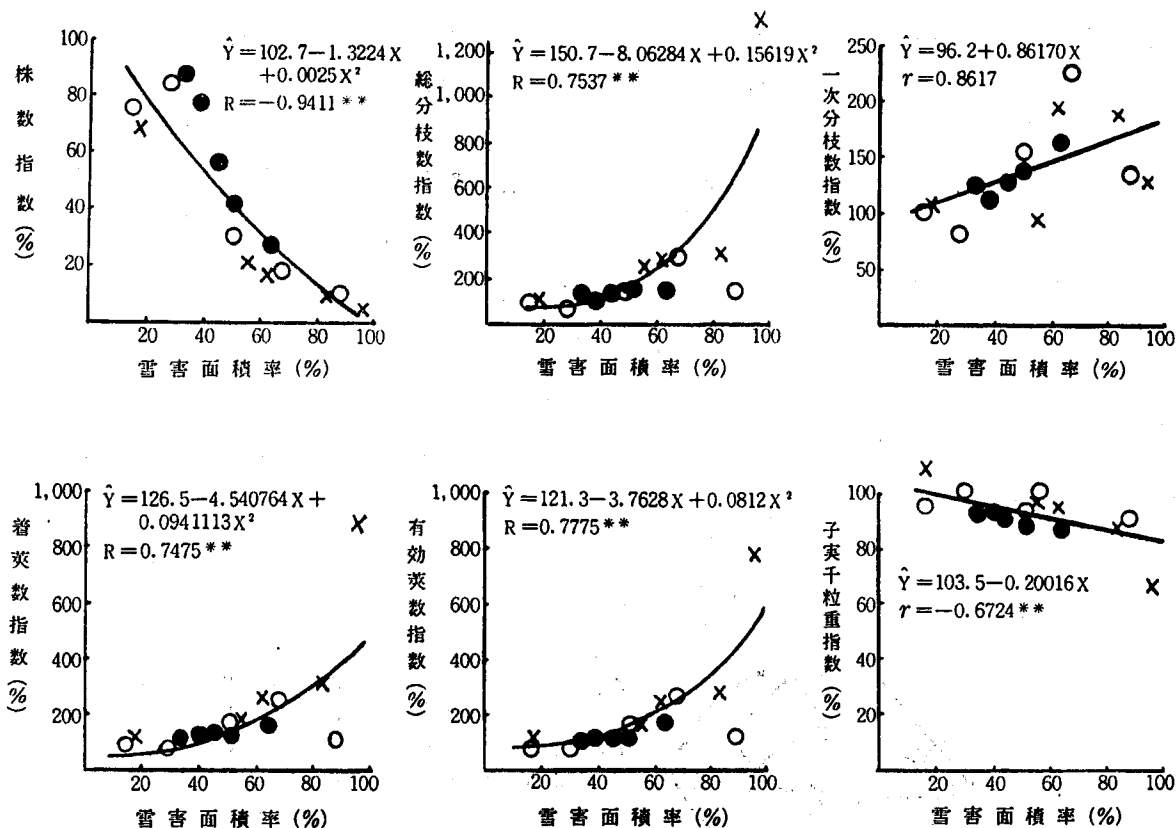 株数指数(%)
100
80
60
40
20
Ŷ=102.7−1.3224X
+0.0025X²
R=−0.9411**
20 40 60 80 100
雪害面積率(%)
総分枝数指数(%)
1,200
1,000
800
600
400
200
Ŷ=150.7−8.06284X+0.15619X²
R=0.7537**
20 40 60 80 100
雪害面積率(%)
一次分枝数指数(%)
250
200
150
100
50
Ŷ=96.2+0.86170X
r=0.8617
20 40 60 80 100
雪害面積率(%)
着莢数指数(%)
1,000
800
600
400
200
Ŷ=126.5−4.540764X+
0.0941113X²
R=0.7475**
20 40 60 80 100
雪害面積率(%)
有効莢数指数(%)
1,000
800
600
400
200
Ŷ=121.3−3.7628X+0.0812X²
R=0.7775**
20 40 60 80 100
雪害面積率(%)
子実千粒重指数(%)
100
80
60
40
20
Ŷ=103.5−0.20016X
r=−0.6724**
20 40 60 80 100
雪害面積率(%)